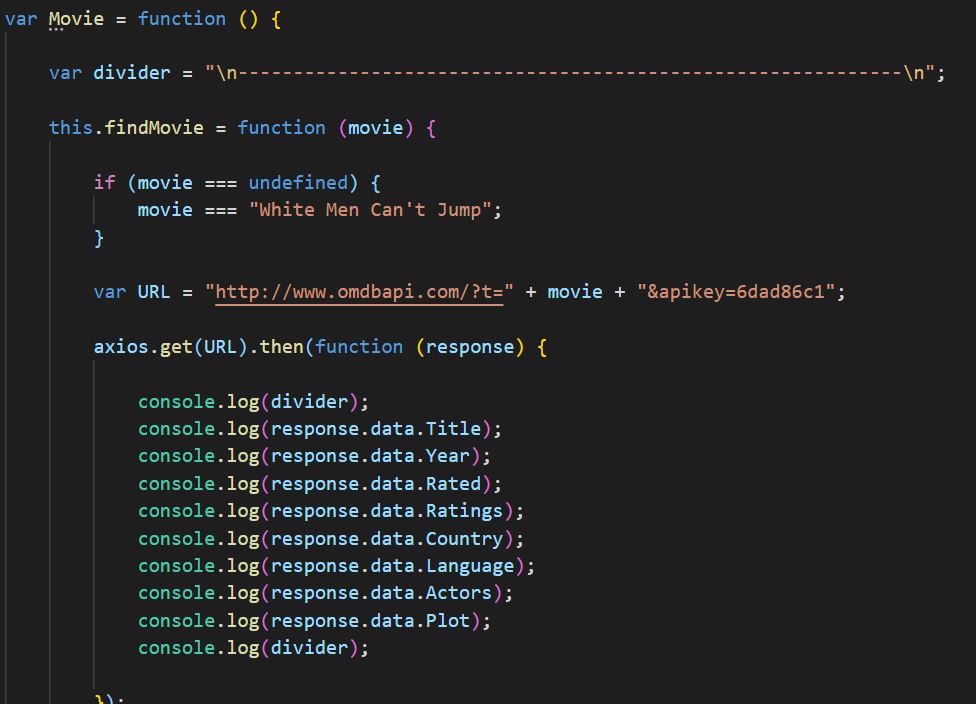 var Movie = function () {
var divider = "\n------------------------------------------------------------\n";
this.findMovie = function (movie) {
if (movie === undefined) {
movie === "White Men Can't Jump";
}
var URL = "http://www.omdbapi.com/?t=" + movie + "&apikey=6dad86c1";
axios.get(URL).then(function (response) {
console.log(divider);
console.log(response.data.Title);
console.log(response.data.Year);
console.log(response.data.Rated);
console.log(response.data.Ratings);
console.log(response.data.Country);
console.log(response.data.Language);
console.log(response.data.Actors);
console.log(response.data.Plot);
console.log(divider);
});